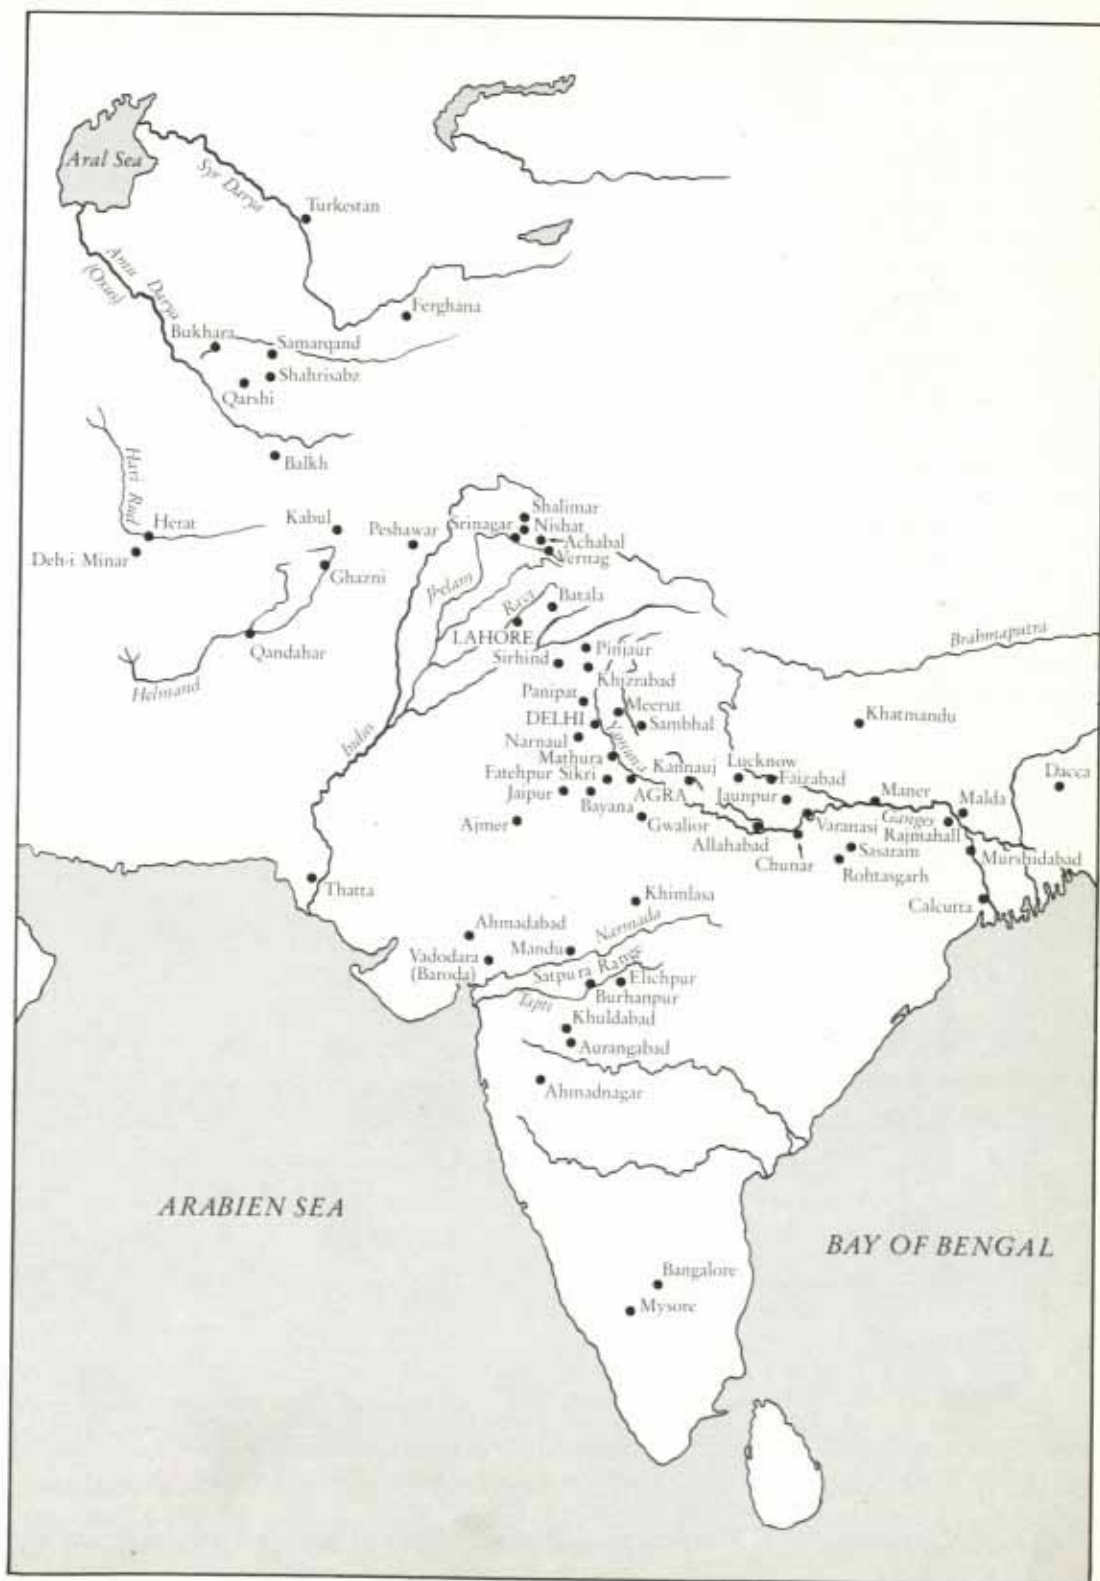 Aral Sea
Syr Darya
Turkestan
Amu Darya
(Oxus)
Ferghana
Bukhara
Samarqand
Shahrisabz
Qarshi
Balkh
Hari Rud
Herat
Deh-i Minar
Kabul
Ghazni
Peshawar
Srinagar
Shalimar
Nishat
Achabal
Vernag
Jhelam
Ravi
Batala
LAHORE
Qandahar
Helmand
Sirhind
Pinjaur
Khizrabad
Brahmaputra
Panipat
Meerut
DELHI
Sambhal
Khatmandu
Indus
Narnaul
Yamuna
Mathura
Kannauj
Lucknow
Fatehpur Sikri
Faizabad
Dacca
Jaipur
AGRA
Jaunpur
Maner
Malda
Bayana
Ganges
Ajmer
Gwalior
Varanasi
Rajmahall
Allahabad
Chunar
Sasaram
Murshidabad
Rohtasgarh
Thatta
Khimlasa
Calcutta
Ahmadabad
Narmada
Mandu
Vadodara
(Baroda)
Satpura Range
Elichpur
Burhanpur
Tapti
Khuldabad
Aurangabad
Ahmadnagar
ARABIEN SEA
BAY OF BENGAL
Bangalore
Mysore